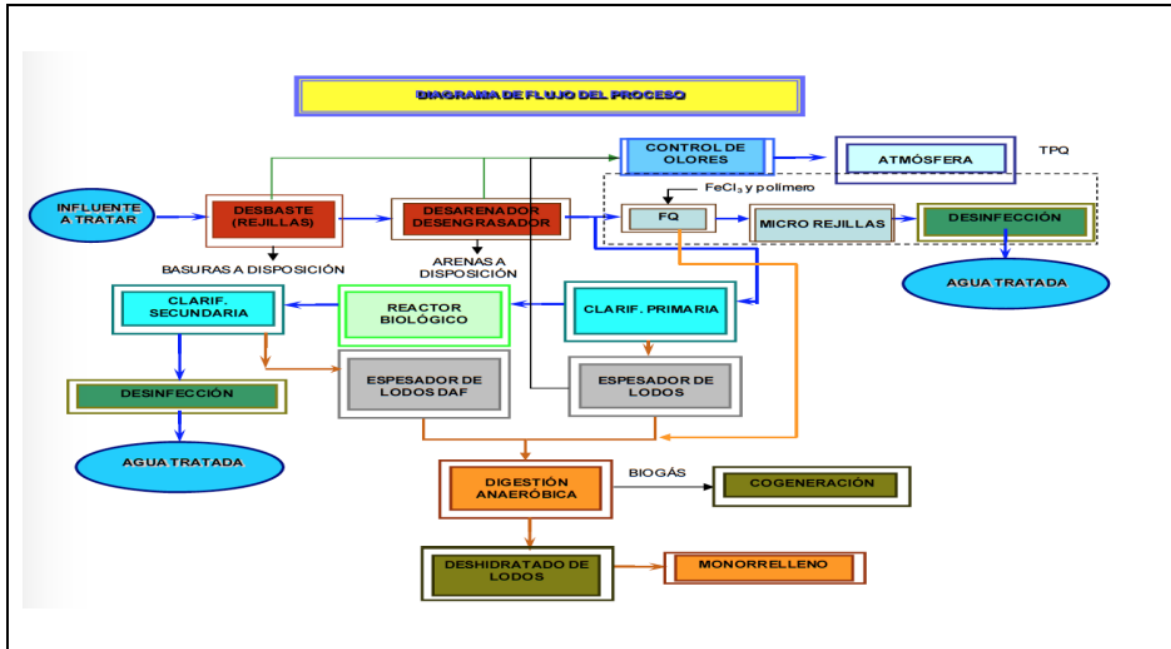 DIAGRAMA DE FLUJO DEL PROCESO
CONTROL DE
OLORES
ATMÓSFERA
TPQ
INFLUENTE
A TRATAR
DESBASTE
(REJILLAS)
DESARENADOR
DESENGRASADOR
FeCl₃ y polímero
FQ
MICRO REJILLAS
DESINFECCIÓN
BASURAS A DISPOSICIÓN
ARENAS A
DISPOSICIÓN
AGUA TRATADA
CLARIF.
SECUNDARIA
REACTOR
BIOLÓGICO
CLARIF. PRIMARIA
DESINFECCIÓN
ESPESADOR DE
LODOS DAF
ESPESADOR DE
LODOS
AGUA TRATADA
DIGESTIÓN
ANAERÓBICA
BIOGÁS
COGENERACIÓN
DESHIDRATADO DE
LODOS
MONORRELLENO